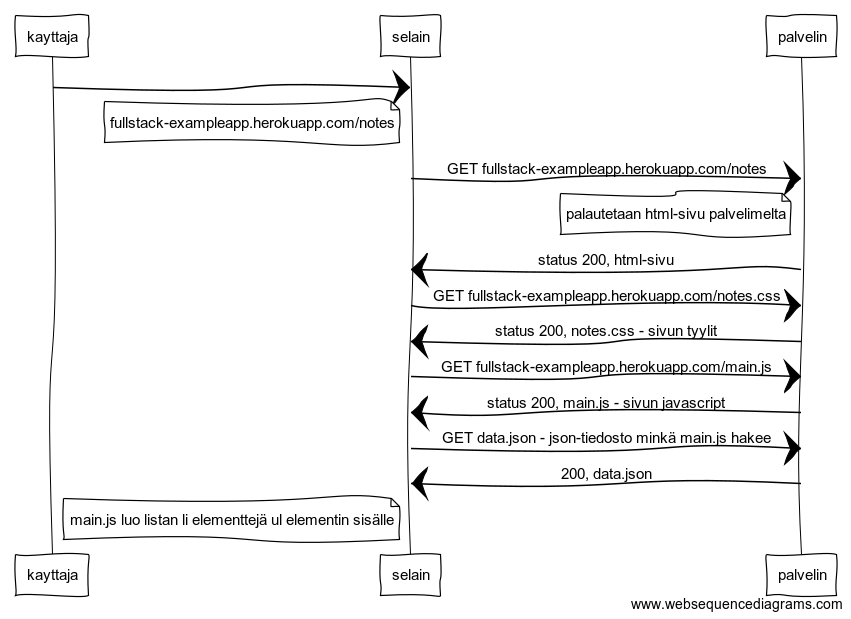 kayttaja
selain
palvelin
fullstack-exampleapp.herokuapp.com/notes
GET fullstack-exampleapp.herokuapp.com/notes
palautetaan html-sivu palvelimelta
status 200, html-sivu
GET fullstack-exampleapp.herokuapp.com/notes.css
status 200, notes.css - sivun tyylit
GET fullstack-exampleapp.herokuapp.com/main.js
status 200, main.js - sivun javascript
GET data.json - json-tiedosto minkä main.js hakee
200, data.json
main.js luo listan li elementtejä ul elementin sisälle
kayttaja
selain
palvelin
www.websequencediagrams.com